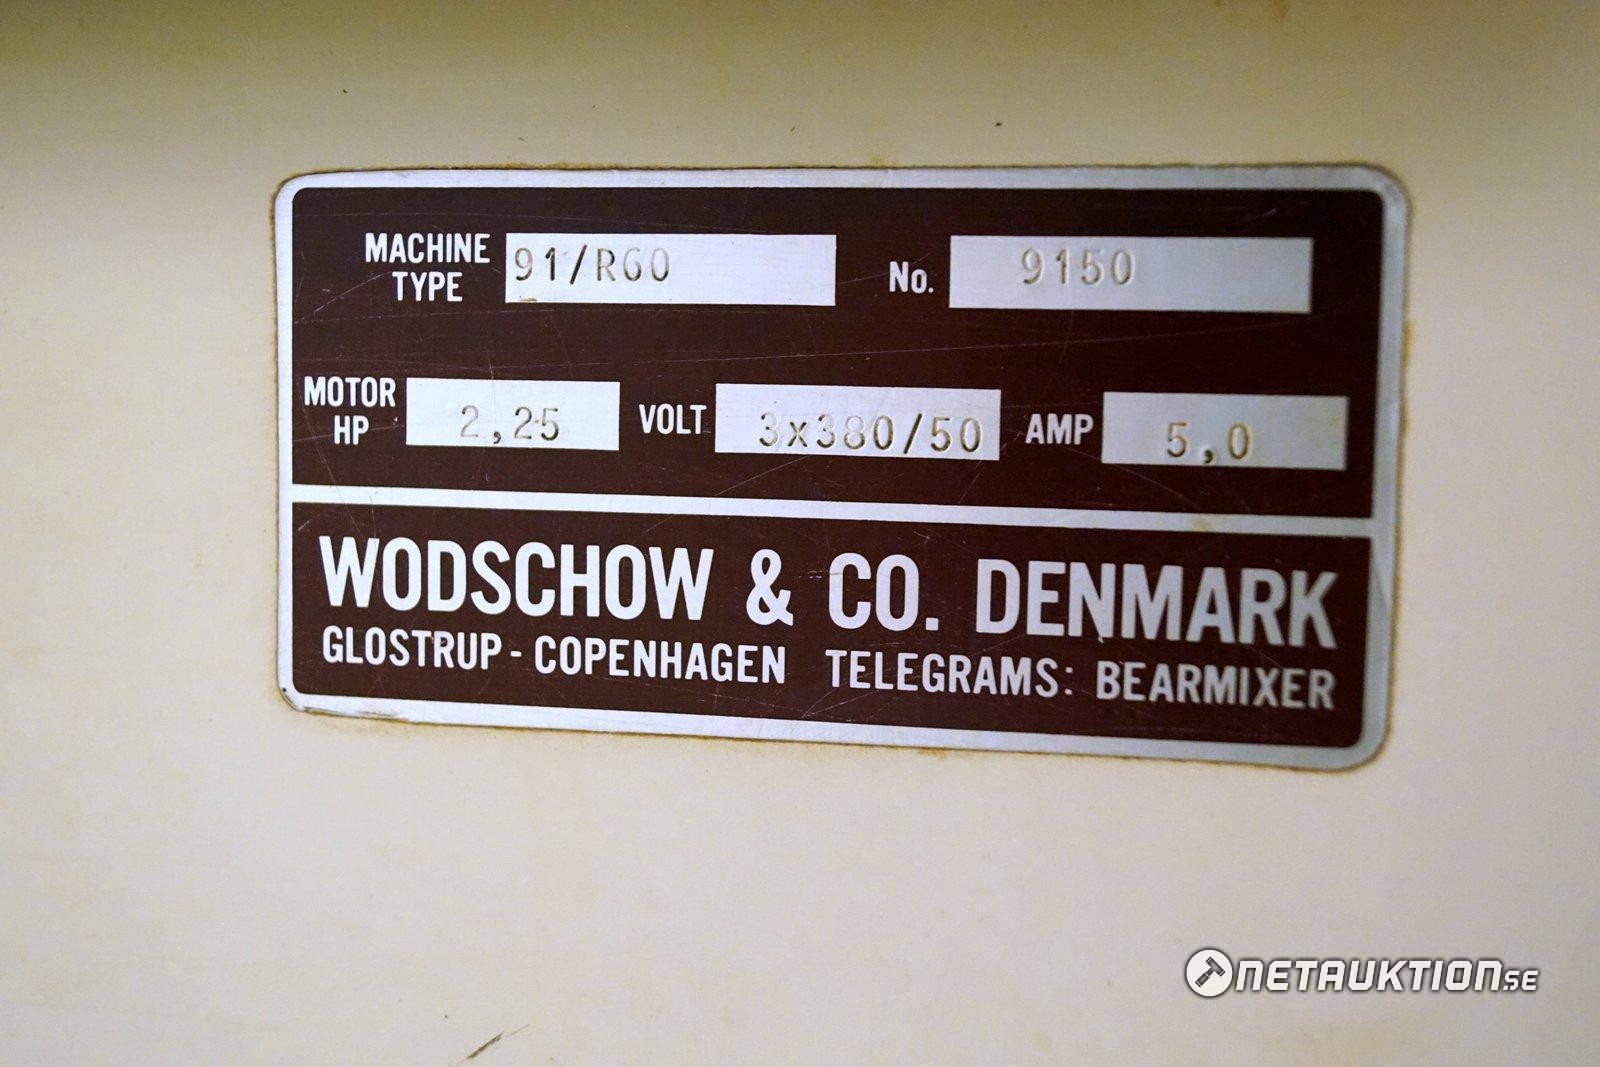 MACHINE TYPE 91/R60 No. 9150
MOTOR HP 2,25 VOLT 3x380/50 AMP 5,0
WODSCHOW & CO. DENMARK
GLOSTRUP - COPENHAGEN TELEGRAMS: BEARMIXER
NETAUKTION.SE